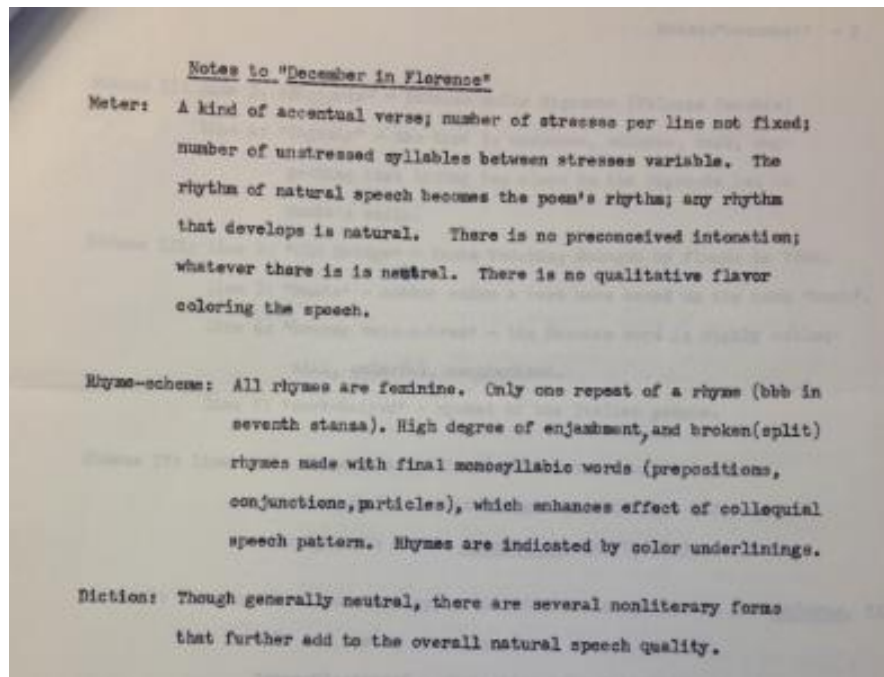 Notes to "December in Florense"
Meter: A kind of accentual verse; number of stresses per line not fixed;
number of unstressed syllables between stresses variable. The
rhythm of natural speech becomes the poem's rhythm; any rhythm
that develops is natural. There is no preconceived intonation;
whatever there is is neutral. There is no qualitative flavor
coloring the speech.
Rhyme-scheme: All rhymes are feminine. Only one repeat of a rhyme (bbb in
seventh stanza). High degree of enjambment, and broken(split)
rhymes made with final monosyllabic words (prepositions,
conjunctions,particles), which enhances effect of colloquial
speech pattern. Rhymes are indicated by color underlinings.
Diction: Though generally neutral, there are several nonliterary forms
that further add to the overall natural speech quality.